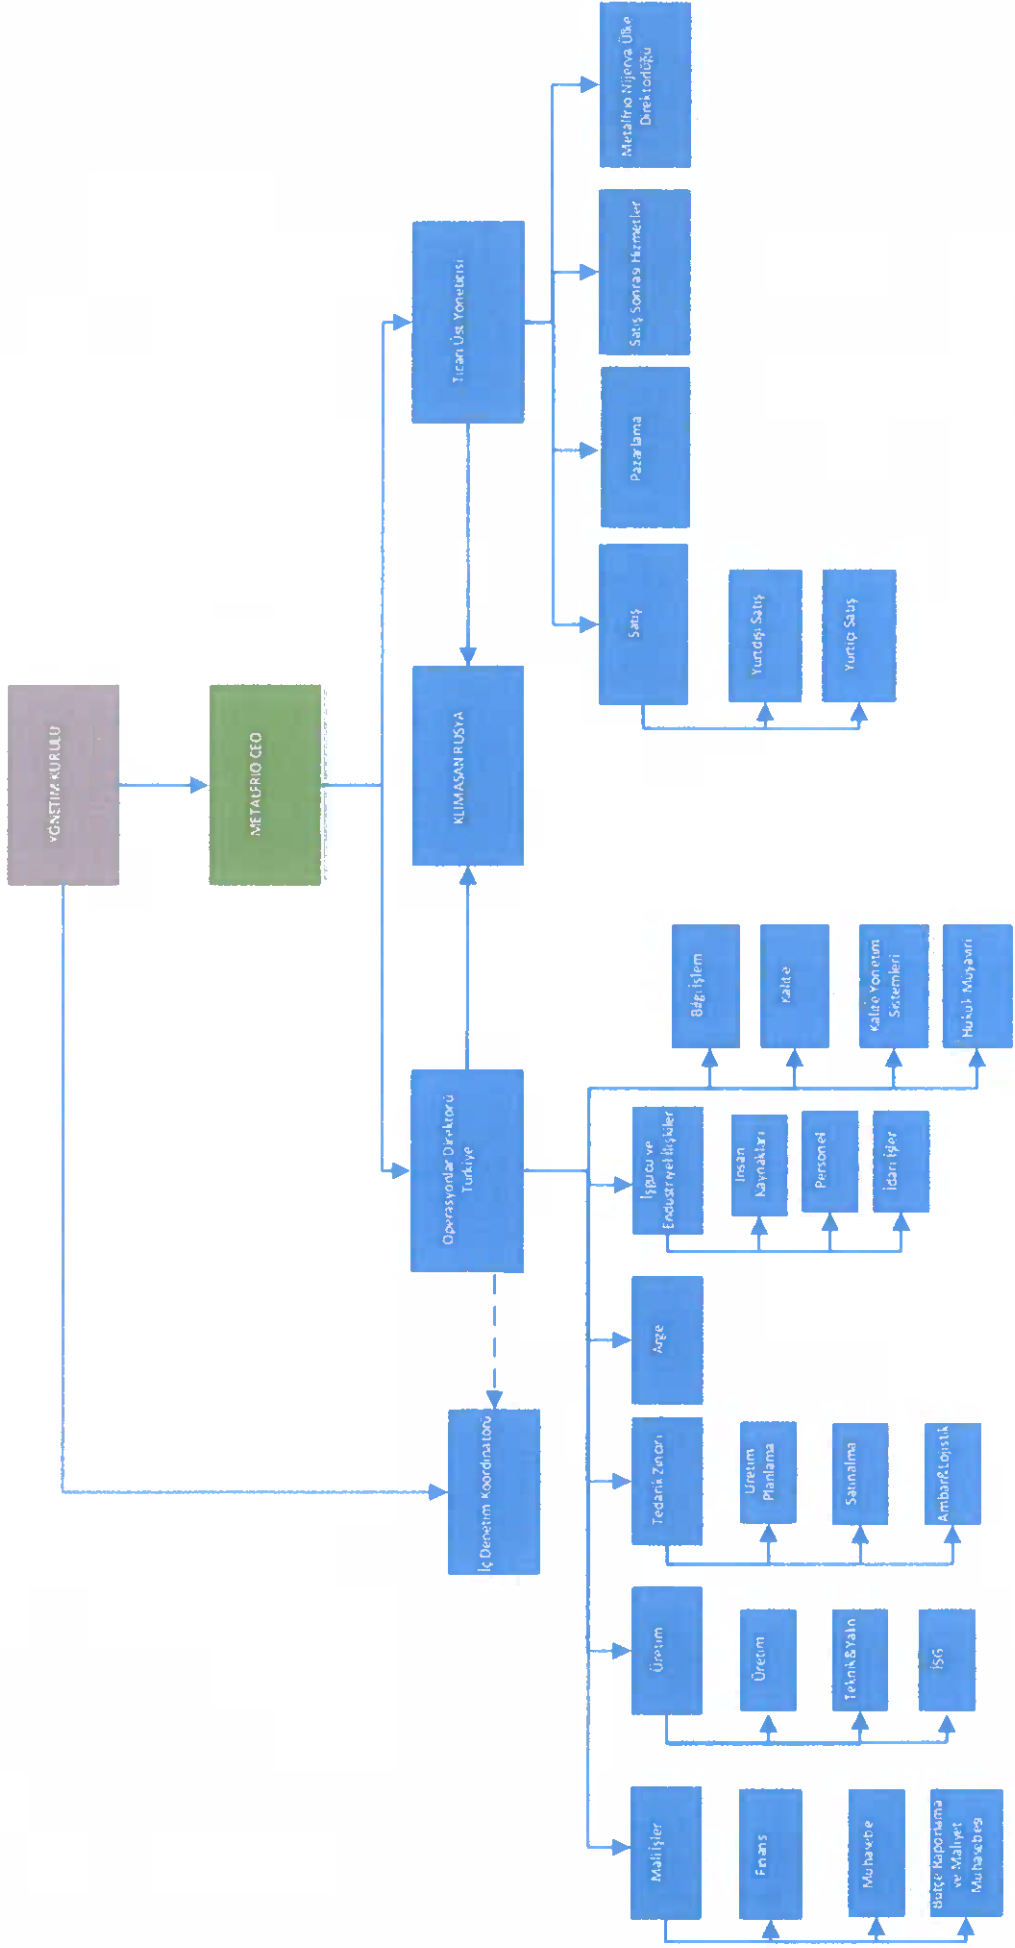 YÖNETİM KURULU
METALFRIO CEO
Operasyonlar Direktörü
Türkiye
KLİMASAN RUSYA
Ticari Üst Yöneticisi
İç Denetim Koordinatörü
Mali İşler
Üretim
Tedarik Zinciri
Arge
İşgücü ve
Endüstriyel İlişkiler
Bilgi İşlem
Kalite
Kalite Yönetim
Sistemleri
Hukuk Müşaviri
Satış
Pazarlama
Satış Sonrası Hizmetler
Metalfrio Nijerya Ülke
Direktörlüğü
Finans
Muhasebe
Bütçe Raporlama
ve Maliyet
Muhasebesi
Üretim
Teknik&Yalın
İSG
Üretim
Planlama
Satınalma
Ambar&Lojistik
İnsan
Kaynakları
Personel
İdari İşler
Yurtdışı Satış
Yurtiçi Satış